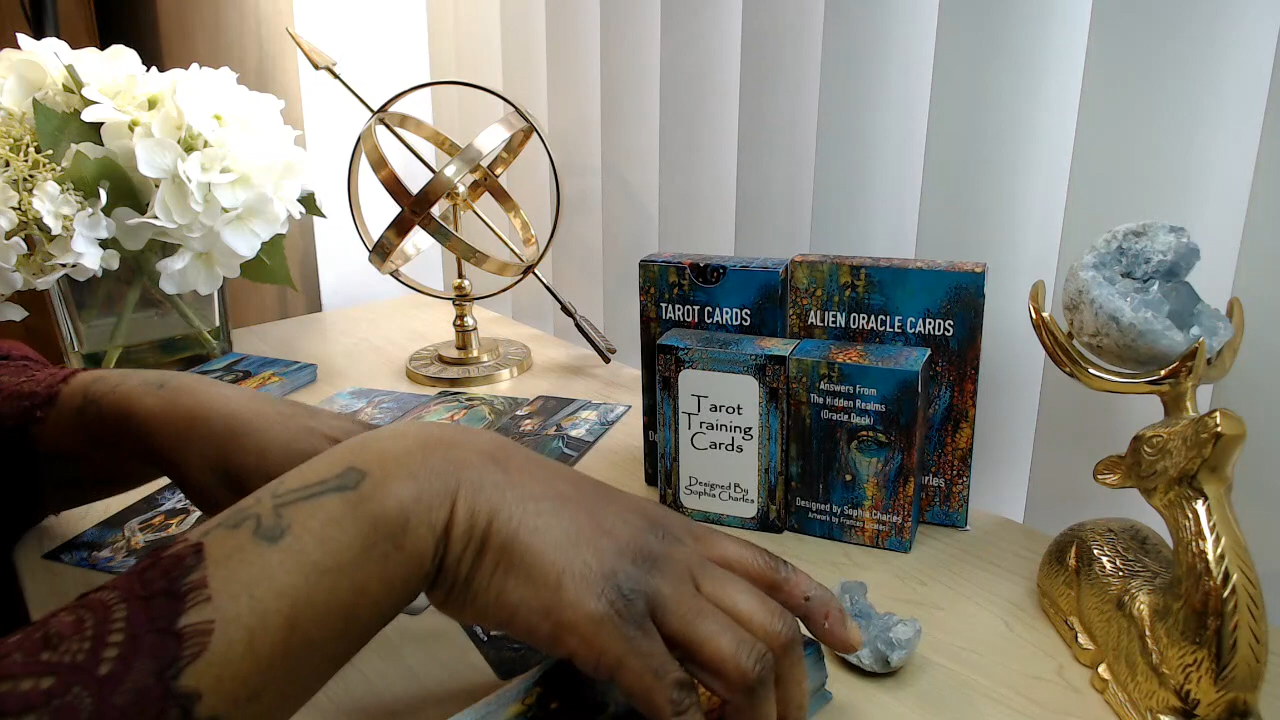 TAROT CARDS
ALIEN ORACLE CARDS
Tarot
Training
Cards
Designed By
Sophia Charles
Answers From
The Hidden Realms
(Oracle Deck)
Designed by Sophia Charles
Artwork by Frances